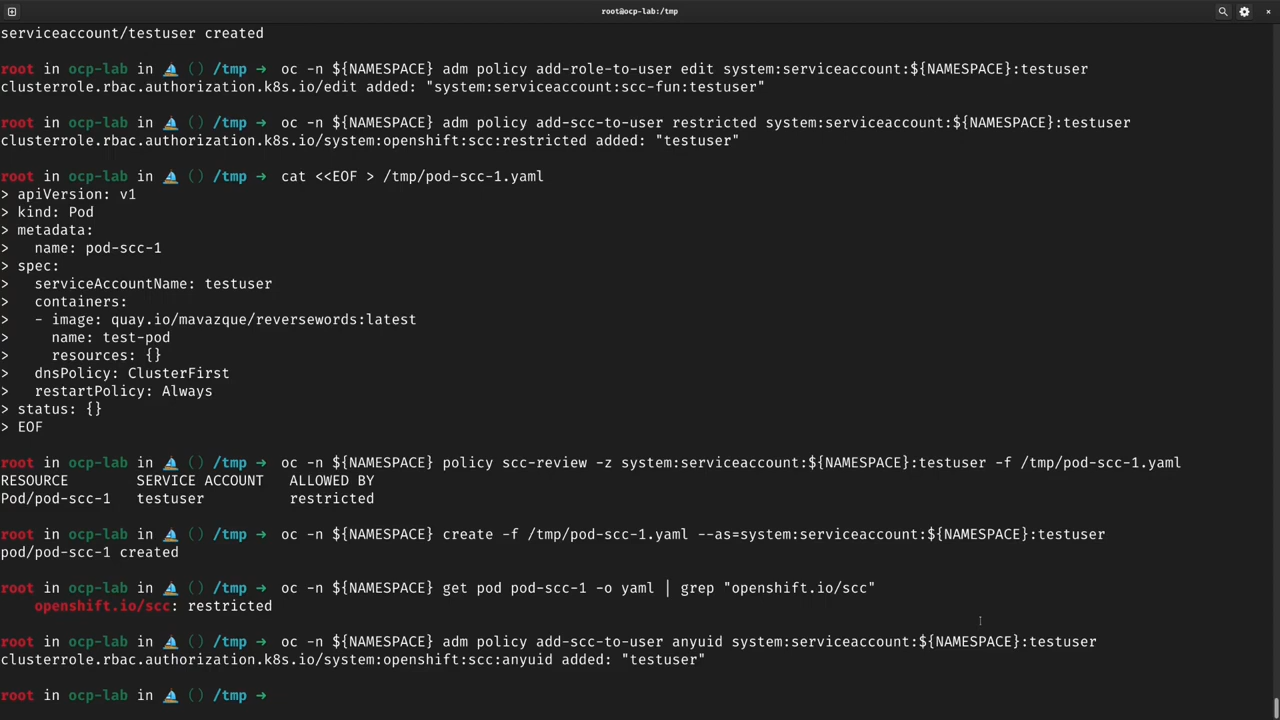 root@ocp-lab:/tmp
serviceaccount/testuser created
root in ocp-lab in () /tmp → oc -n ${NAMESPACE} adm policy add-role-to-user edit system:serviceaccount:${NAMESPACE}:testuser
clusterrole.rbac.authorization.k8s.io/edit added: "system:serviceaccount:scc-fun:testuser"
root in ocp-lab in () /tmp → oc -n ${NAMESPACE} adm policy add-scc-to-user restricted system:serviceaccount:${NAMESPACE}:testuser
clusterrole.rbac.authorization.k8s.io/system:openshift:scc:restricted added: "testuser"
root in ocp-lab in () /tmp → cat <<EOF > /tmp/pod-scc-1.yaml
> apiVersion: v1
> kind: Pod
> metadata:
>   name: pod-scc-1
> spec:
>   serviceAccountName: testuser
>   containers:
>   - image: quay.io/mavazque/reversewords:latest
>     name: test-pod
>     resources: {}
>   dnsPolicy: ClusterFirst
>   restartPolicy: Always
> status: {}
> EOF
root in ocp-lab in () /tmp → oc -n ${NAMESPACE} policy scc-review -z system:serviceaccount:${NAMESPACE}:testuser -f /tmp/pod-scc-1.yaml
RESOURCE        SERVICE ACCOUNT   ALLOWED BY
Pod/pod-scc-1   testuser          restricted
root in ocp-lab in () /tmp → oc -n ${NAMESPACE} create -f /tmp/pod-scc-1.yaml --as=system:serviceaccount:${NAMESPACE}:testuser
pod/pod-scc-1 created
root in ocp-lab in () /tmp → oc -n ${NAMESPACE} get pod pod-scc-1 -o yaml | grep "openshift.io/scc"
    openshift.io/scc: restricted
root in ocp-lab in () /tmp → oc -n ${NAMESPACE} adm policy add-scc-to-user anyuid system:serviceaccount:${NAMESPACE}:testuser
clusterrole.rbac.authorization.k8s.io/system:openshift:scc:anyuid added: "testuser"
root in ocp-lab in () /tmp →